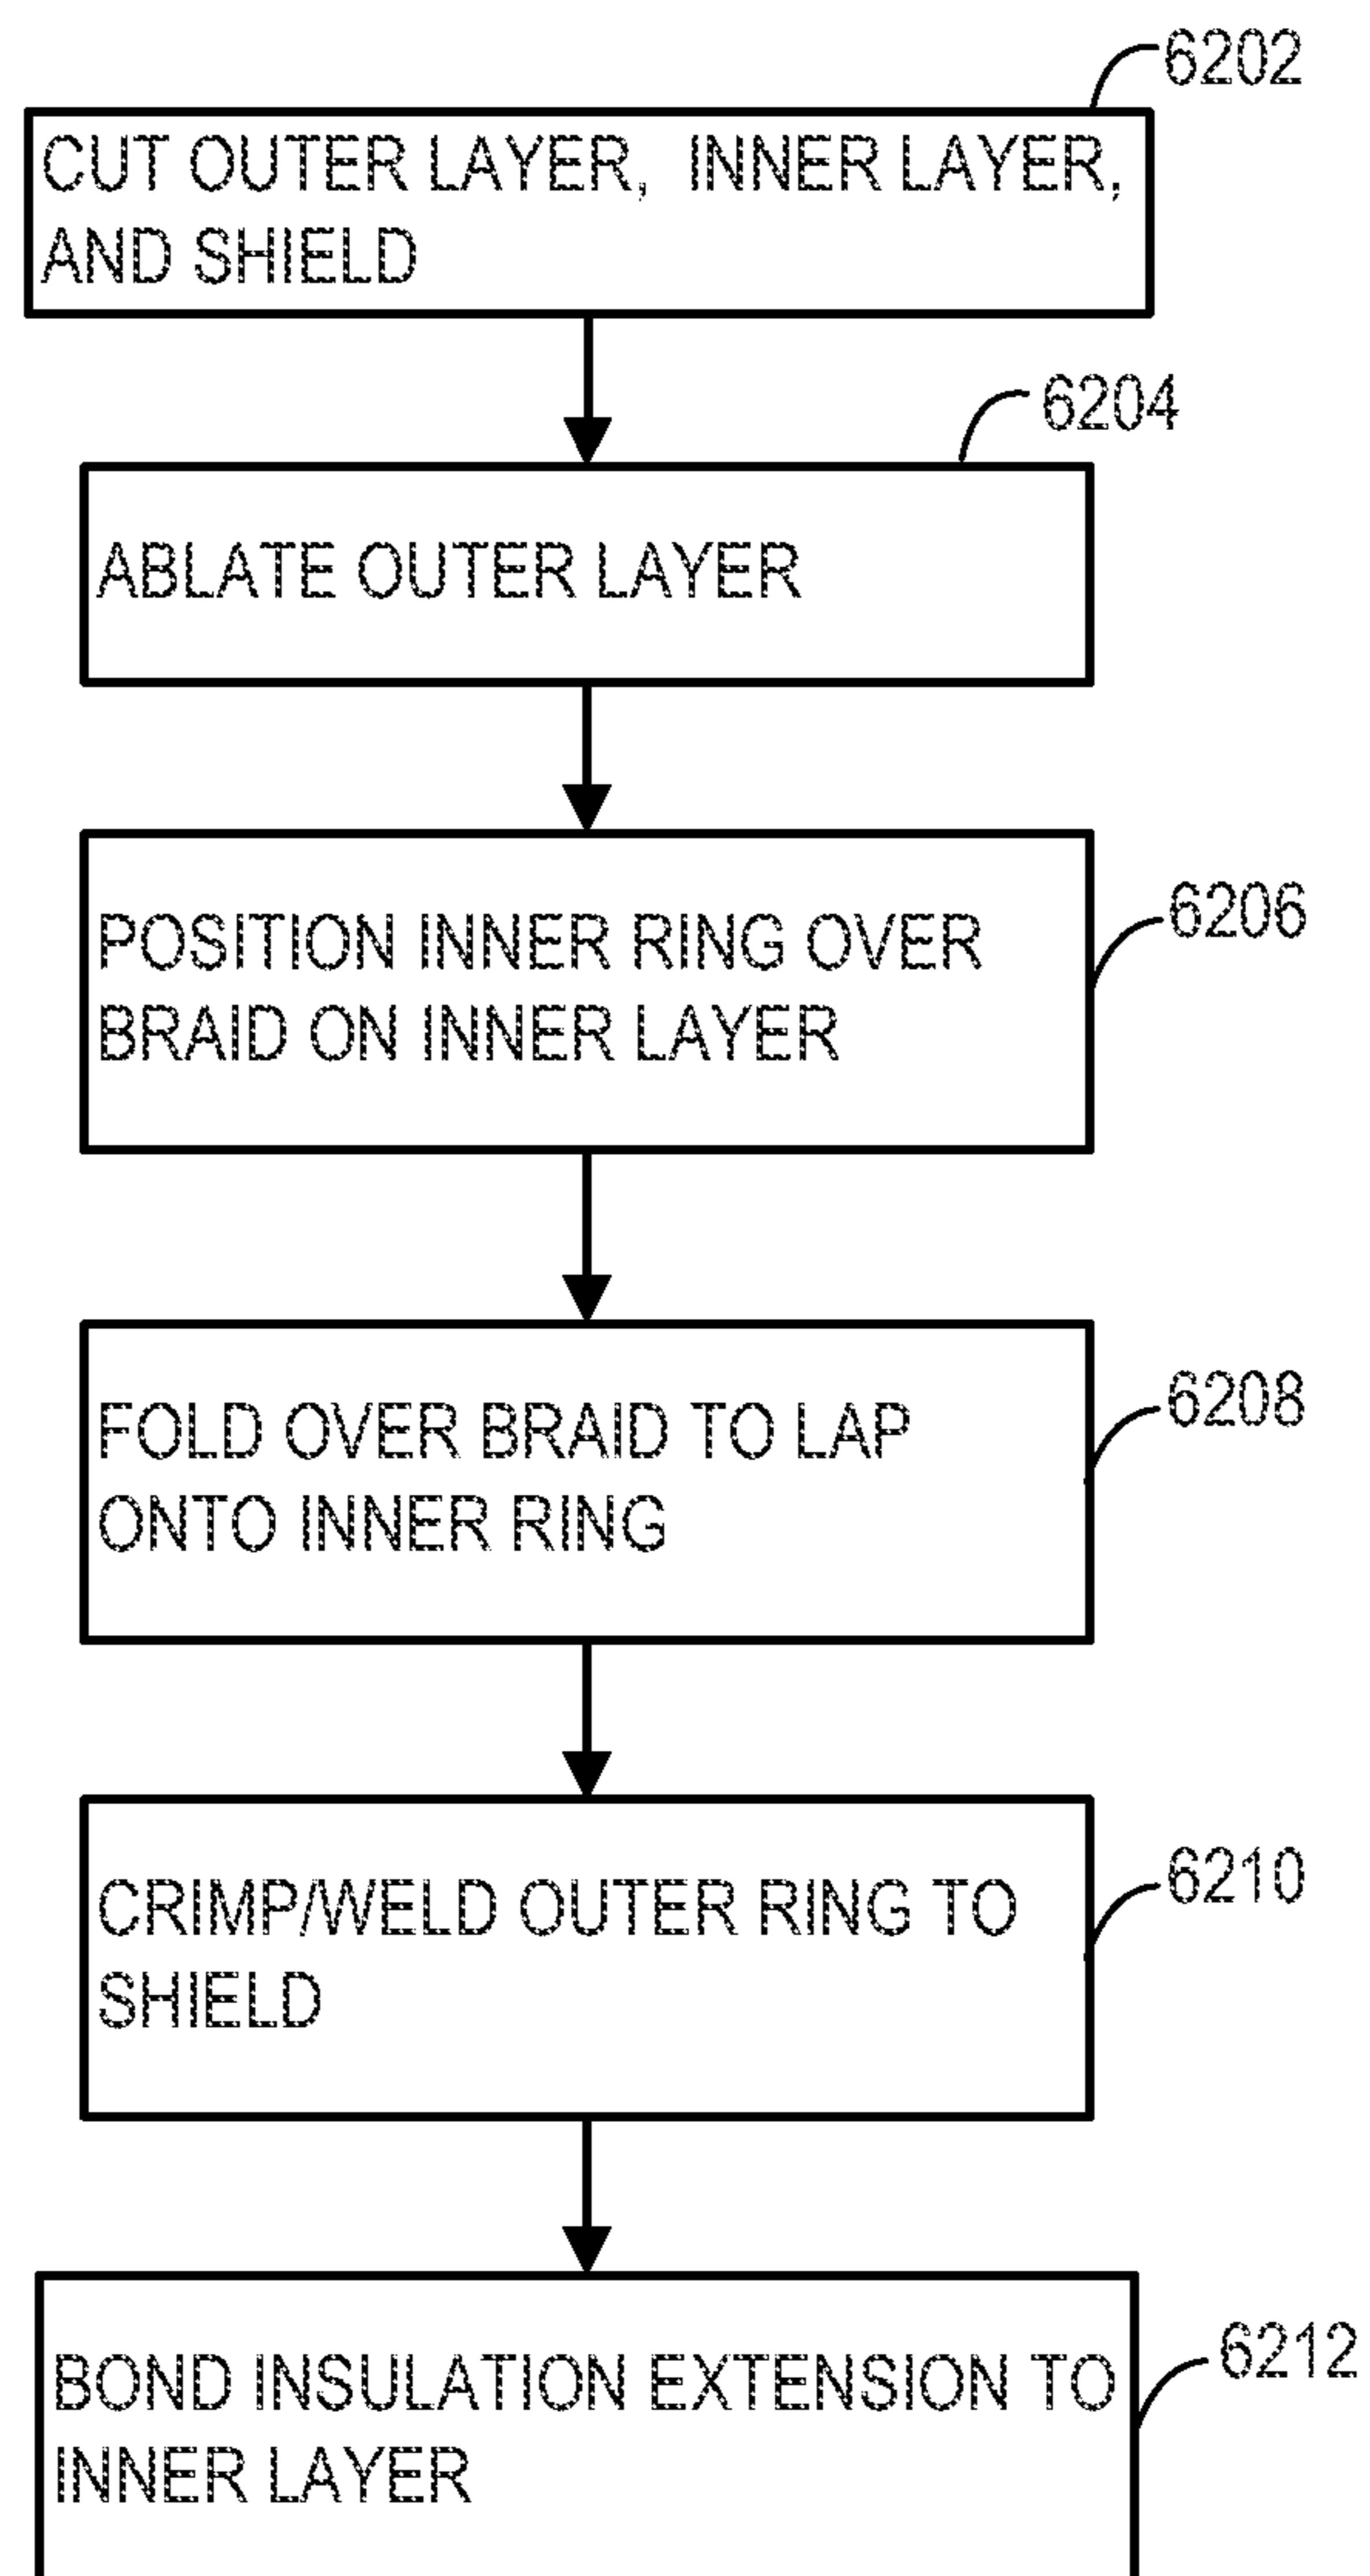 6202
CUT OUTER LAYER, INNER LAYER,
AND SHIELD
6204
ABLATE OUTER LAYER
6206
POSITION INNER RING OVER
BRAID ON INNER LAYER
6208
FOLD OVER BRAID TO LAP
ONTO INNER RING
6210
CRIMP/WELD OUTER RING TO
SHIELD
6212
BOND INSULATION EXTENSION TO
INNER LAYER